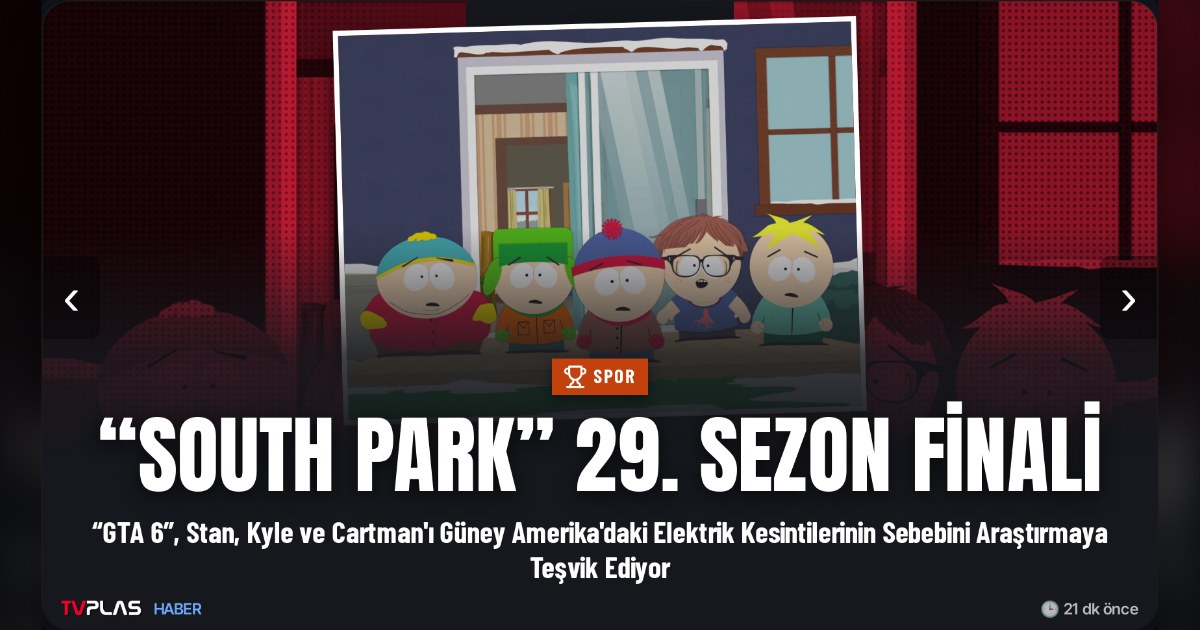 SPOR
“SOUTH PARK” 29. SEZON FİNALİ
“GTA 6”, Stan, Kyle ve Cartman'ı Güney Amerika'daki Elektrik Kesintilerinin Sebebini Araştırmaya
Teşvik Ediyor
TVPLAS HABER
21 dk önce